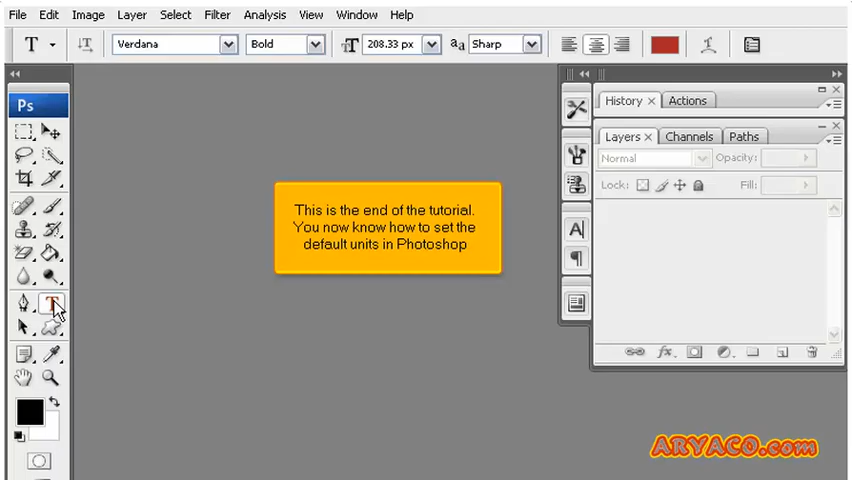 File Edit Image Layer Select Filter Analysis View Window Help
T T Verdana Bold T 208.33 px aa Sharp
Ps
History × Actions
Layers × Channels Paths
Normal Opacity:
Lock: Fill:
This is the end of the tutorial.
You now know how to set the
default units in Photoshop
A
T
fx
ARYACO.com